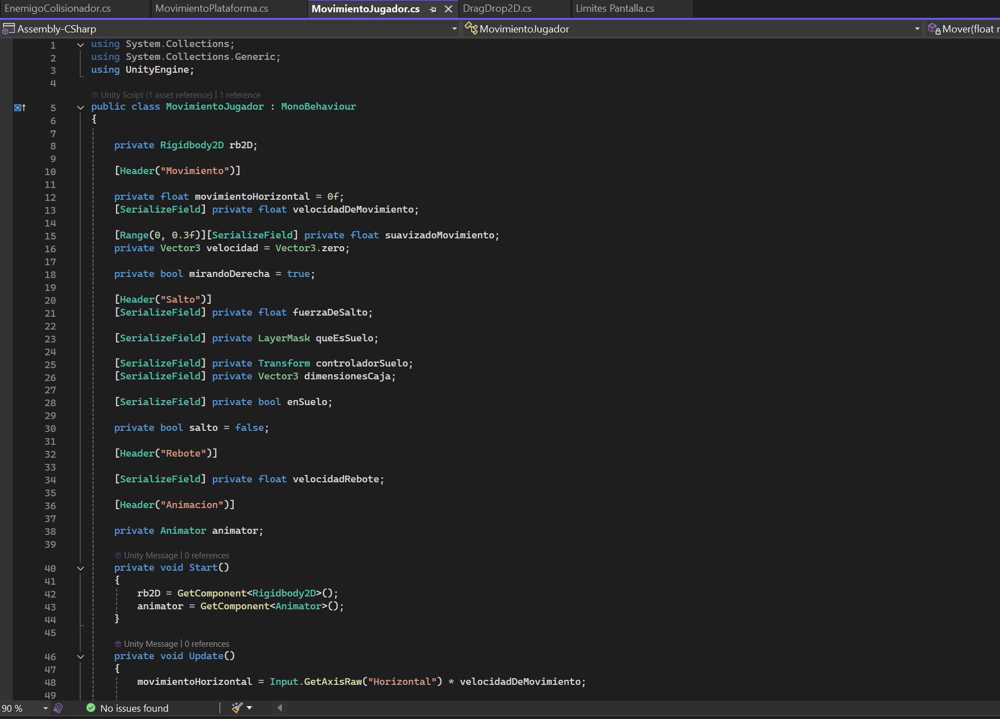 EnemigoColisionador.cs
MovimientoPlataforma.cs
MovimientoJugador.cs
DragDrop2D.cs
Limites Pantalla.cs
Assembly-CSharp
MovimientoJugador
Mover(float
1 using System.Collections;
2 using System.Collections.Generic;
3 using UnityEngine;
4
Unity Script (1 asset reference) | 1 reference
5 public class MovimientoJugador : MonoBehaviour
6 {
7
8 private Rigidbody2D rb2D;
9
10 [Header("Movimiento")]
11
12 private float movimientoHorizontal = 0f;
13 [SerializeField] private float velocidadDeMovimiento;
14
15 [Range(0, 0.3f)][SerializeField] private float suavizadoMovimiento;
16 private Vector3 velocidad = Vector3.zero;
17
18 private bool mirandoDerecha = true;
19
20 [Header("Salto")]
21 [SerializeField] private float fuerzaDeSalto;
22
23 [SerializeField] private LayerMask queEsSuelo;
24
25 [SerializeField] private Transform controladorSuelo;
26 [SerializeField] private Vector3 dimensionesCaja;
27
28 [SerializeField] private bool enSuelo;
29
30 private bool salto = false;
31
32 [Header("Rebote")]
33
34 [SerializeField] private float velocidadRebote;
35
36 [Header("Animacion")]
37
38 private Animator animator;
39
Unity Message | 0 references
40 private void Start()
41 {
42 rb2D = GetComponent<Rigidbody2D>();
43 animator = GetComponent<Animator>();
44 }
45
Unity Message | 0 references
46 private void Update()
47 {
48 movimientoHorizontal = Input.GetAxisRaw("Horizontal") * velocidadDeMovimiento;
49
90 %
No issues found